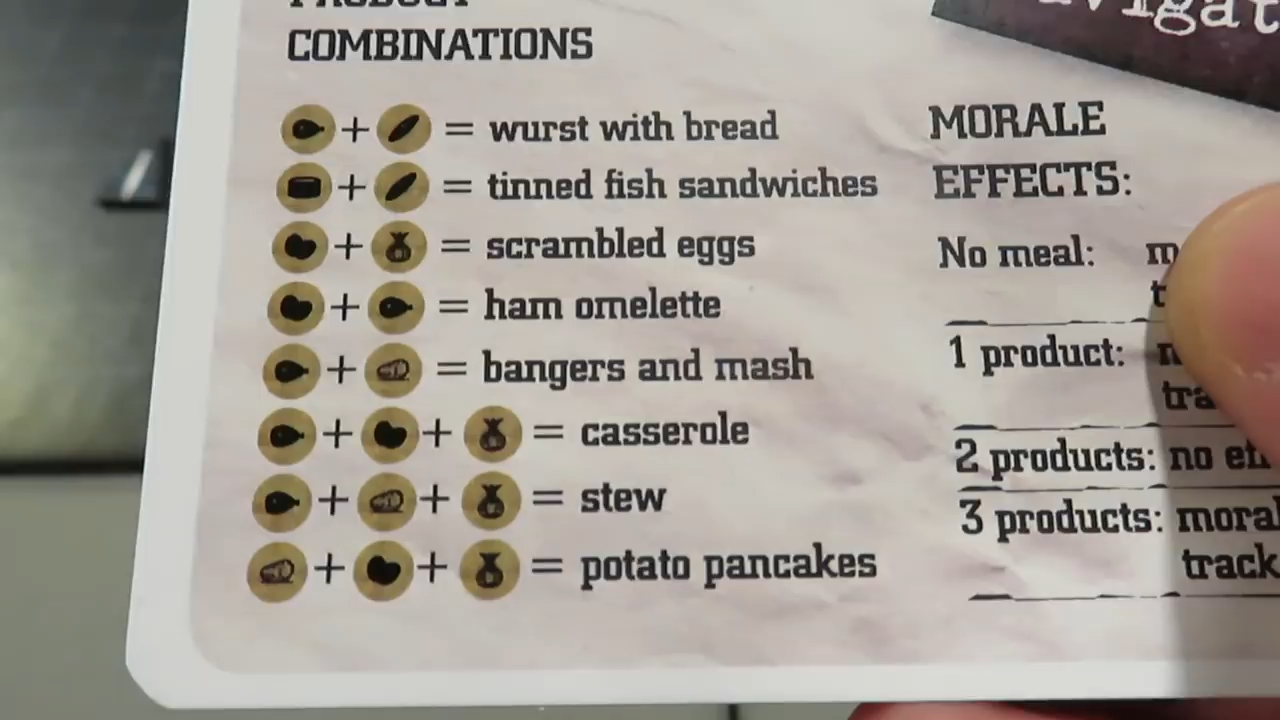 PRODUCT
COMBINATIONS
+ = wurst with bread
+ = tinned fish sandwiches
+ = scrambled eggs
+ = ham omelette
+ = bangers and mash
+ + = casserole
+ + = stew
+ + = potato pancakes
MORALE
EFFECTS:
No meal:
1 product:
2 products: no
3 products:
track